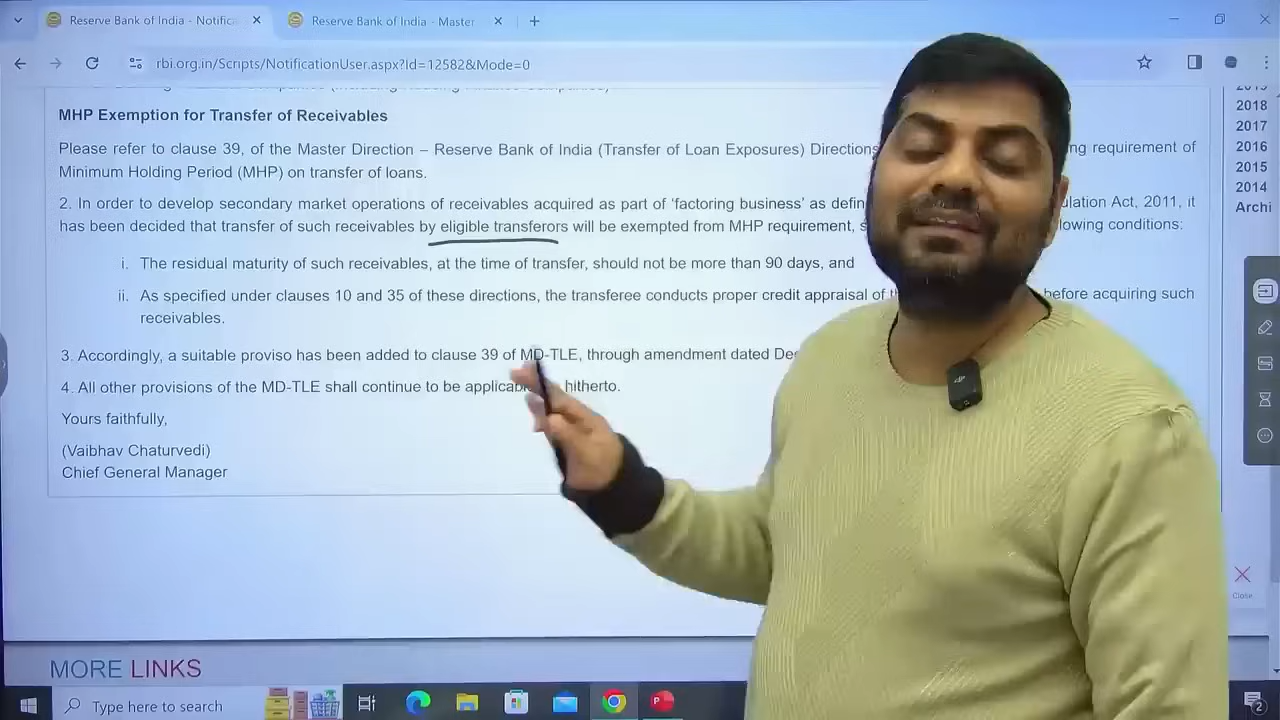 Reserve Bank of India - Notifica
Reserve Bank of India - Master
rbi.org.in/Scripts/NotificationUser.aspx?Id=12582&Mode=0
MHP Exemption for Transfer of Receivables
Please refer to clause 39, of the Master Direction – Reserve Bank of India (Transfer of Loan Exposures) Directions ng requirement of
Minimum Holding Period (MHP) on transfer of loans.
2. In order to develop secondary market operations of receivables acquired as part of ‘factoring business’ as defin ulation Act, 2011, it
has been decided that transfer of such receivables by eligible transferors will be exempted from MHP requirement, s lowing conditions:
i. The residual maturity of such receivables, at the time of transfer, should not be more than 90 days, and
ii. As specified under clauses 10 and 35 of these directions, the transferee conducts proper credit appraisal of before acquiring such
receivables.
3. Accordingly, a suitable proviso has been added to clause 39 of MD-TLE, through amendment dated Dec
4. All other provisions of the MD-TLE shall continue to be applicab hitherto.
Yours faithfully,
(Vaibhav Chaturvedi)
Chief General Manager
2018
2017
2016
2015
2014
Archi
Close
MORE LINKS
Type here to search
2